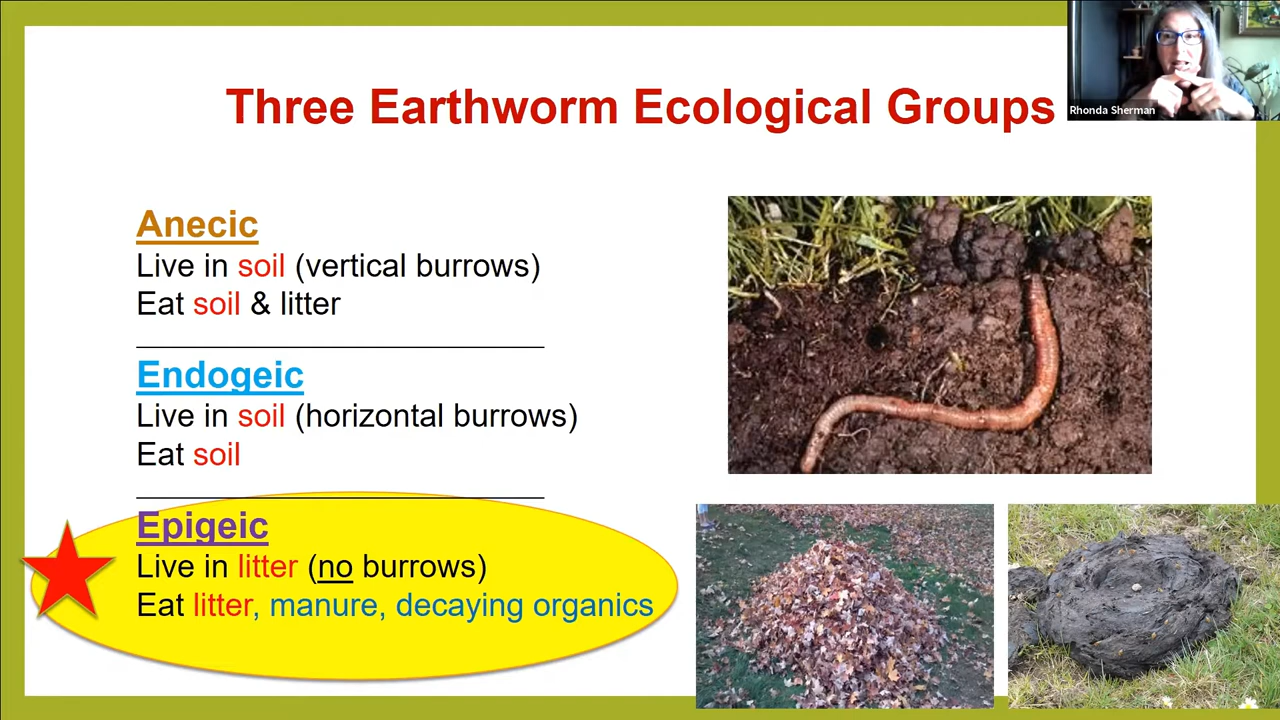 Three Earthworm Ecological Groups
Rhonda Sherman
Anecic
Live in soil (vertical burrows)
Eat soil & litter
Endogeic
Live in soil (horizontal burrows)
Eat soil
Epigeic
Live in litter (no burrows)
Eat litter, manure, decaying organics